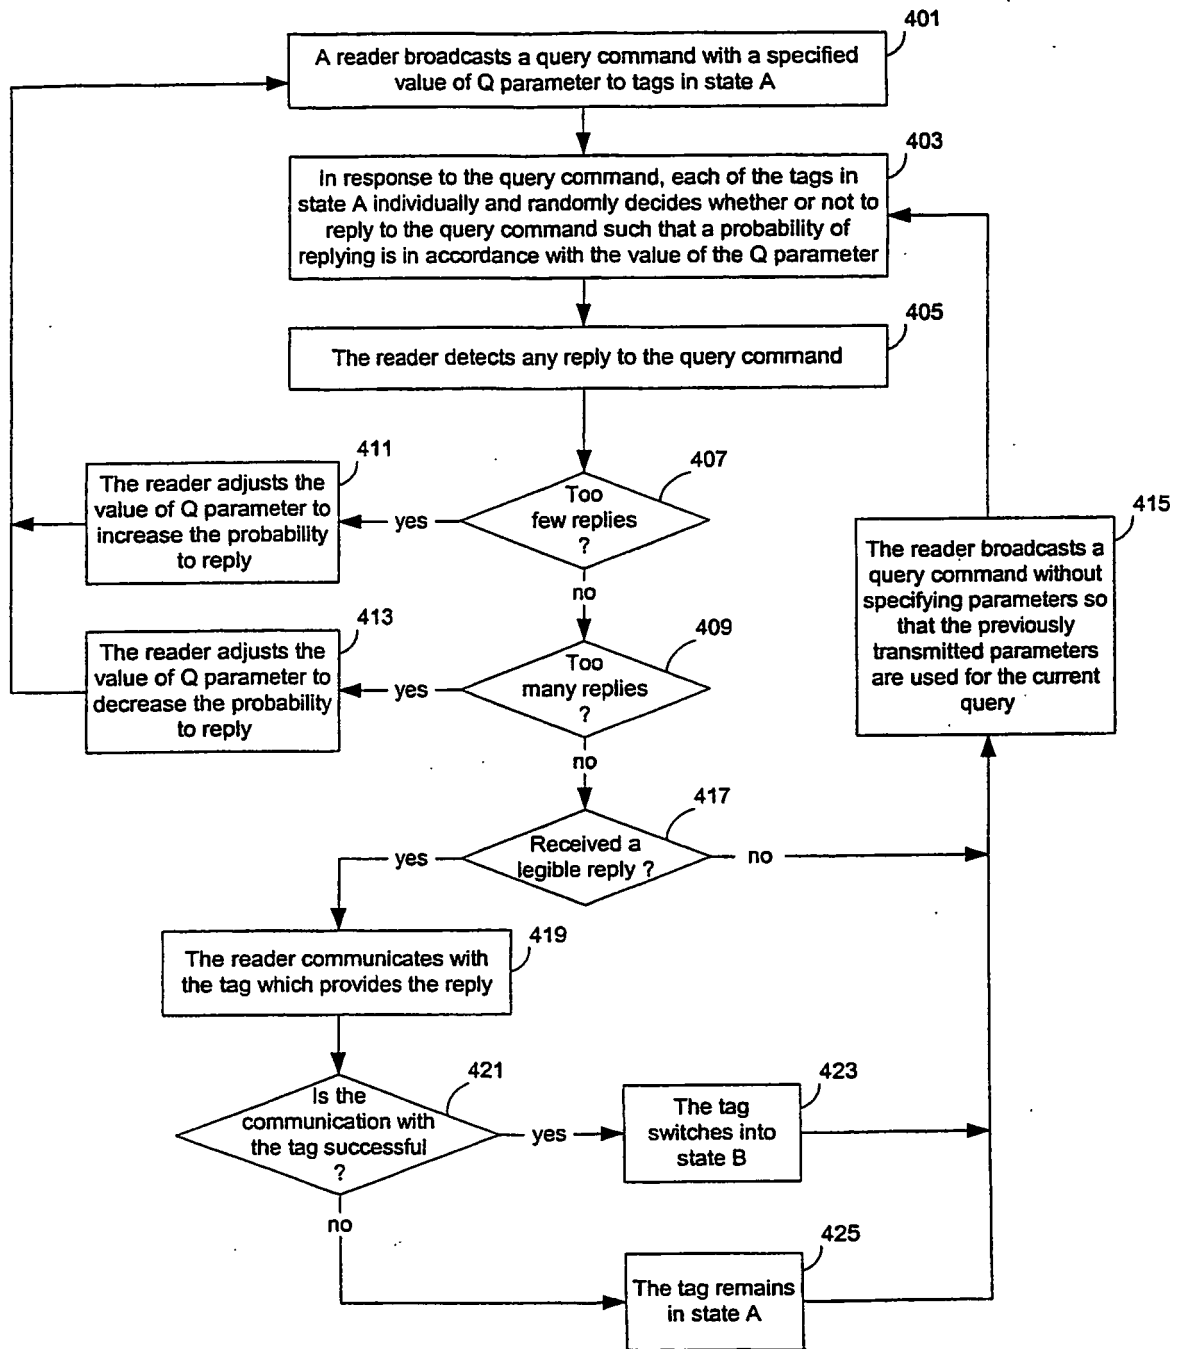 401
A reader broadcasts a query command with a specified
value of Q parameter to tags in state A
403
In response to the query command, each of the tags in
state A individually and randomly decides whether or not to
reply to the query command such that a probability of
replying is in accordance with the value of the Q parameter
405
The reader detects any reply to the query command
411
The reader adjusts the
value of Q parameter to
increase the probability
to reply
yes
407
Too
few replies
?
no
415
The reader broadcasts a
query command without
specifying parameters so
that the previously
transmitted parameters
are used for the current
query
413
The reader adjusts the
value of Q parameter to
decrease the probability
to reply
yes
409
Too
many replies
?
no
417
Received a
legible reply ?
yes
no
419
The reader communicates with
the tag which provides the reply
421
Is the
communication with
the tag successful
?
yes
423
The tag
switches into
state B
no
425
The tag remains
in state A